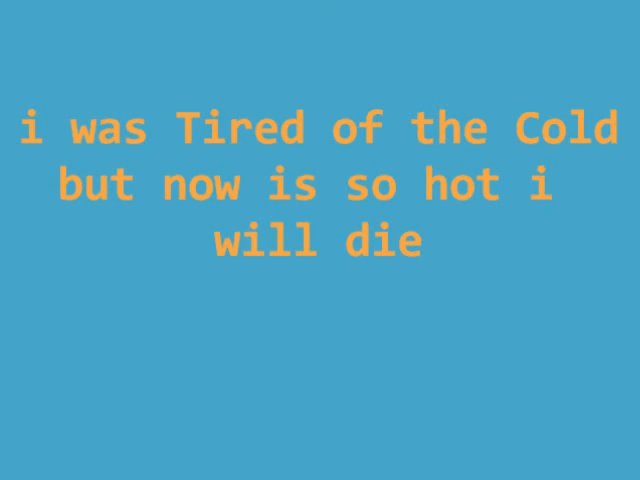 i was Tired of the Cold
but now is so hot i
will die